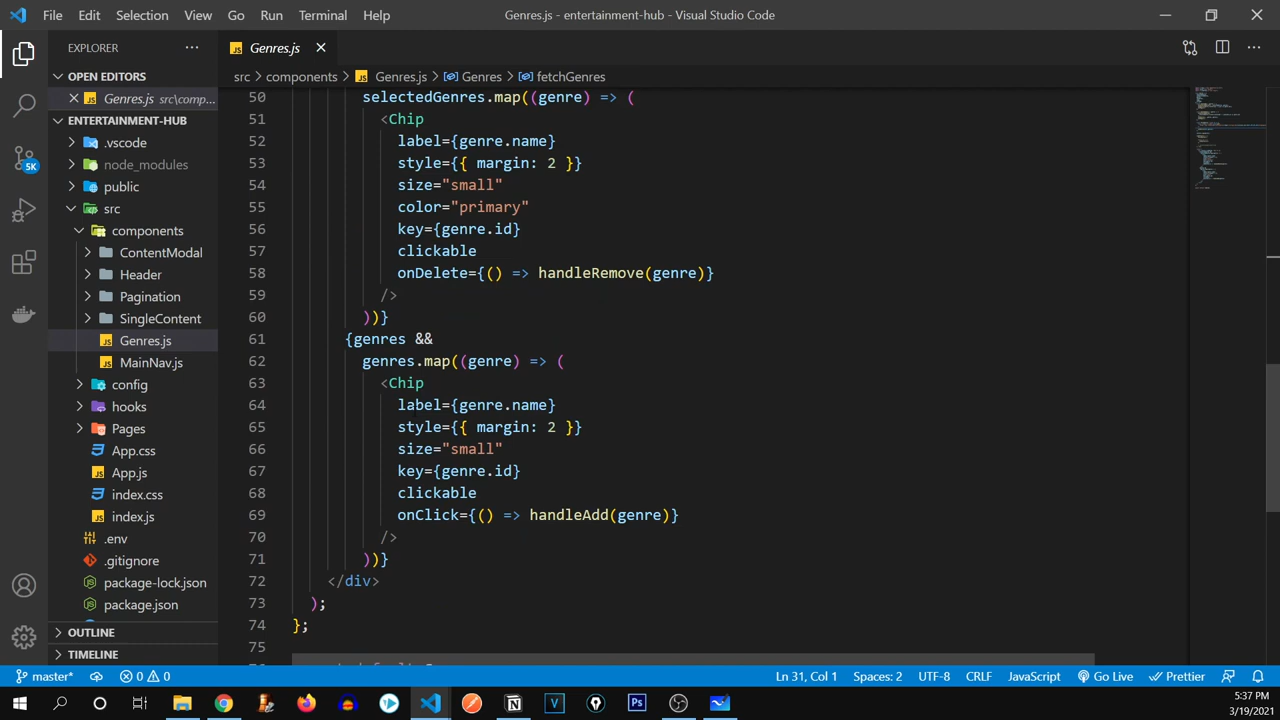 File Edit Selection View Go Run Terminal Help Genres.js - entertainment-hub - Visual Studio Code
EXPLORER
Genres.js
src > components > Genres.js > Genres > fetchGenres
OPEN EDITORS
Genres.js src\comp...
ENTERTAINMENT-HUB
.vscode
node_modules
public
src
components
ContentModal
Header
Pagination
SingleContent
Genres.js
MainNav.js
config
hooks
Pages
App.css
App.js
index.css
index.js
.env
.gitignore
package-lock.json
package.json
OUTLINE
TIMELINE
5K
50 selectedGenres.map((genre) => (
51 <Chip
52 label={genre.name}
53 style={{ margin: 2 }}
54 size="small"
55 color="primary"
56 key={genre.id}
57 clickable
58 onDelete={() => handleRemove(genre)}
59 />
60 ))}
61 {genres &&
62 genres.map((genre) => (
63 <Chip
64 label={genre.name}
65 style={{ margin: 2 }}
66 size="small"
67 key={genre.id}
68 clickable
69 onClick={() => handleAdd(genre)}
70 />
71 ))}
72 </div>
73 );
74 };
75
master* 0 0 Ln 31, Col 1 Spaces: 2 UTF-8 CRLF JavaScript Go Live Prettier
5:37 PM
3/19/2021